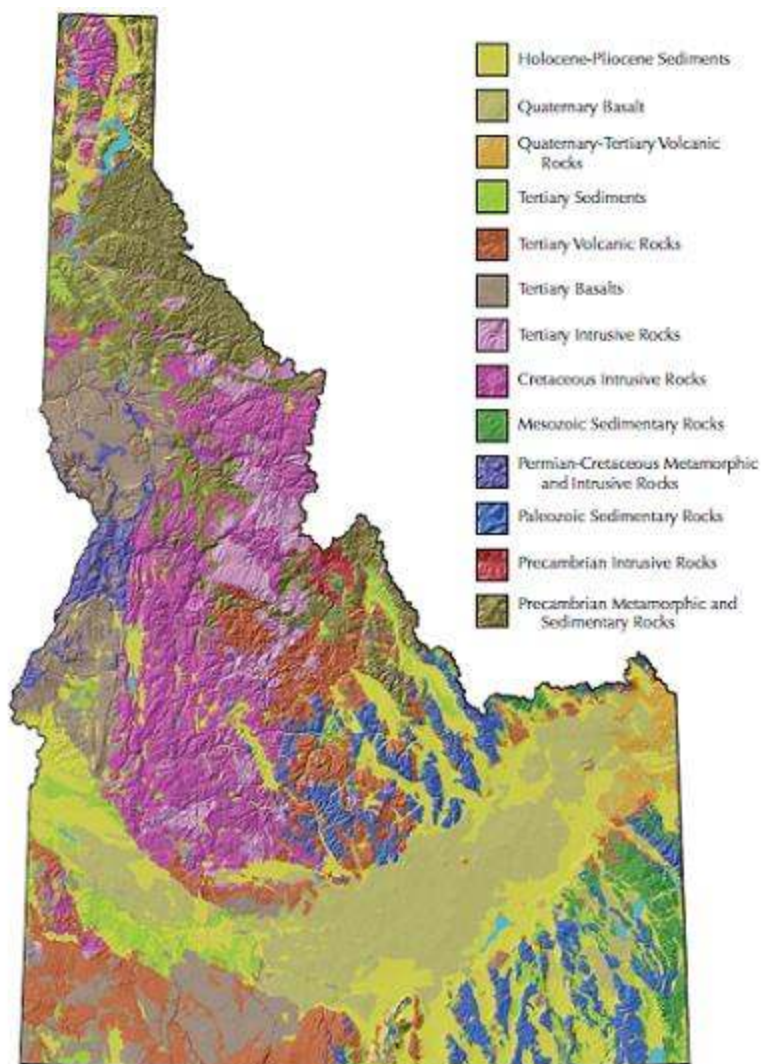 Holocene-Pliocene Sediments
Quaternary Basalt
Quaternary-Tertiary Volcanic
Rocks
Tertiary Sediments
Tertiary Volcanic Rocks
Tertiary Basalts
Tertiary Intrusive Rocks
Cretaceous Intrusive Rocks
Mesozoic Sedimentary Rocks
Permian-Cretaceous Metamorphic
and Intrusive Rocks
Paleozoic Sedimentary Rocks
Precambrian Intrusive Rocks
Precambrian Metamorphic and
Sedimentary Rocks